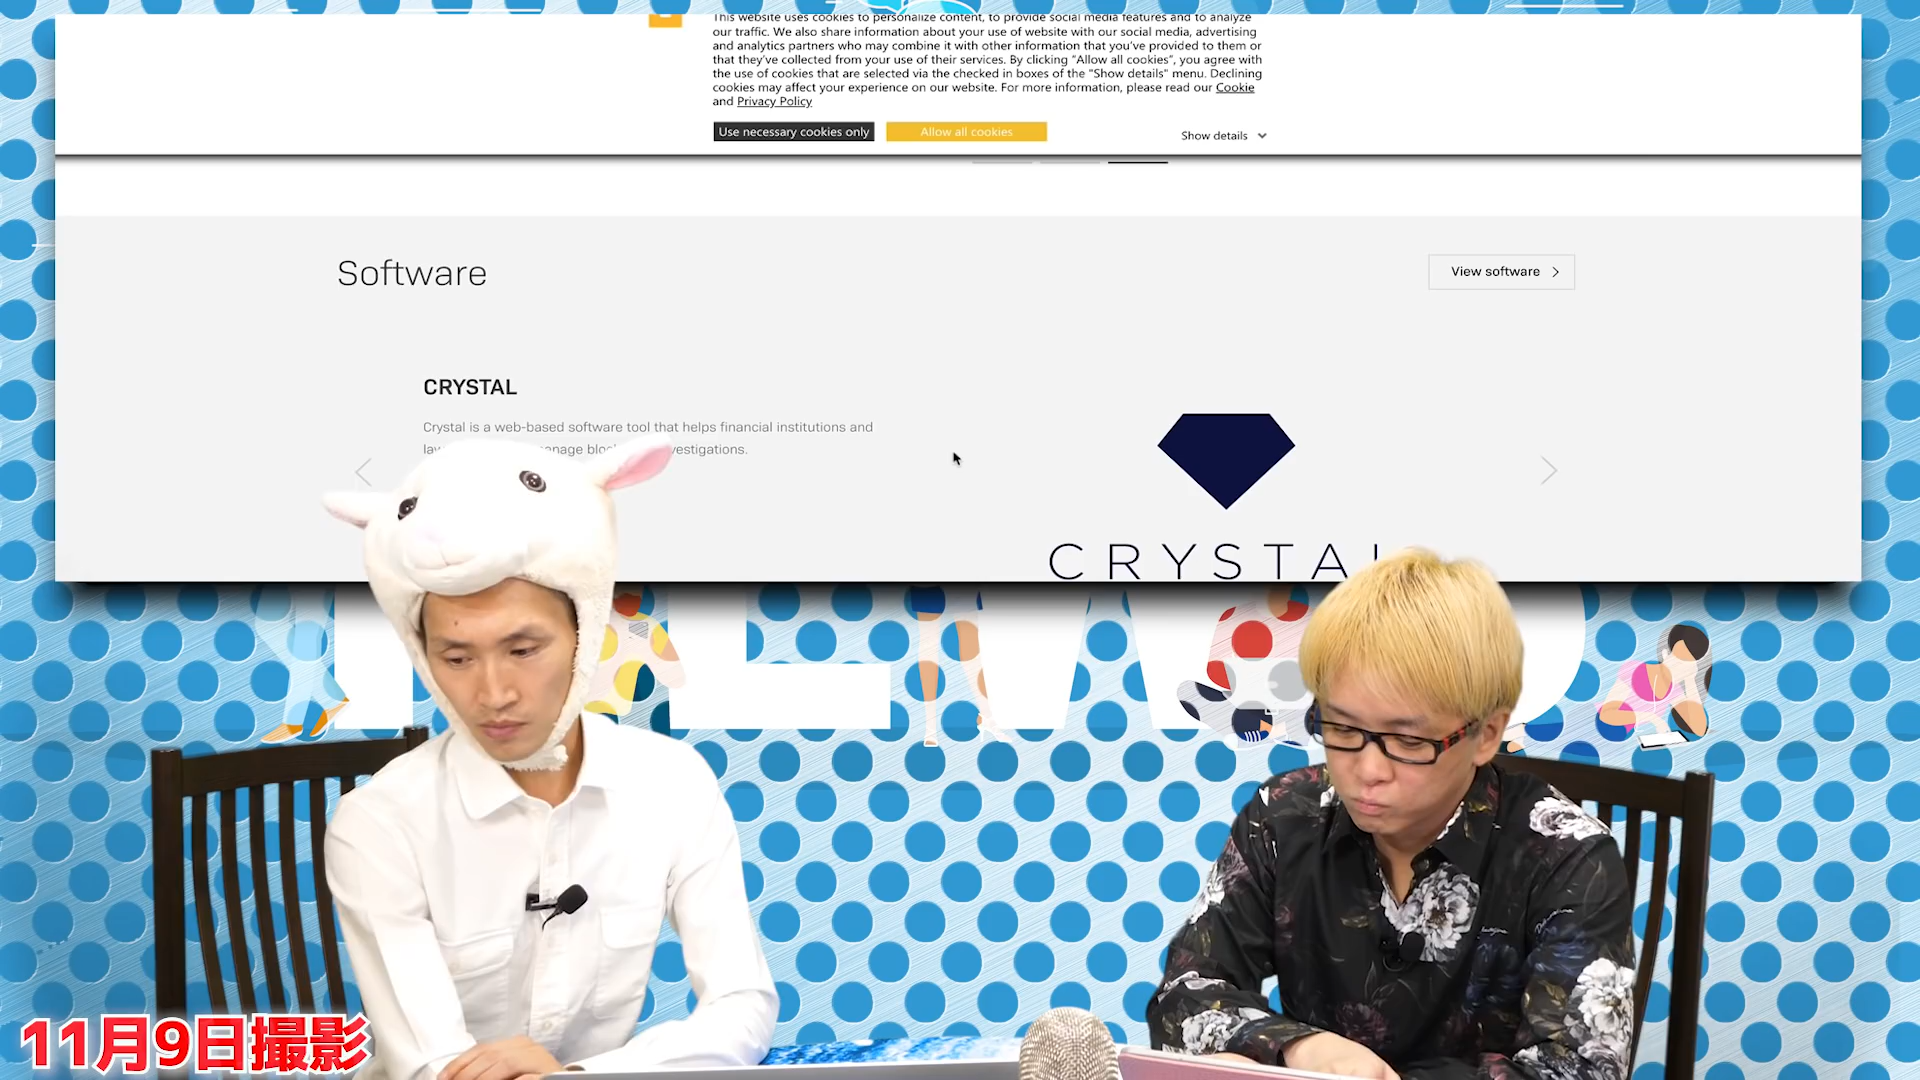 This website uses cookies to personalize content, to provide social media features and to analyze
our traffic. We also share information about your use of website with our social media, advertising
and analytics partners who may combine it with other information that you've provided to them or
that they've collected from your use of their services. By clicking "Allow all cookies", you agree with
the use of cookies that are selected via the checked in boxes of the "Show details" menu. Declining
cookies may affect your experience on our website. For more information, please read our Cookie
and Privacy Policy
Use necessary cookies only
Allow all cookies
Show details
Software
View software
CRYSTAL
Crystal is a web-based software tool that helps financial institutions and
CRYSTAL
11月9日撮影